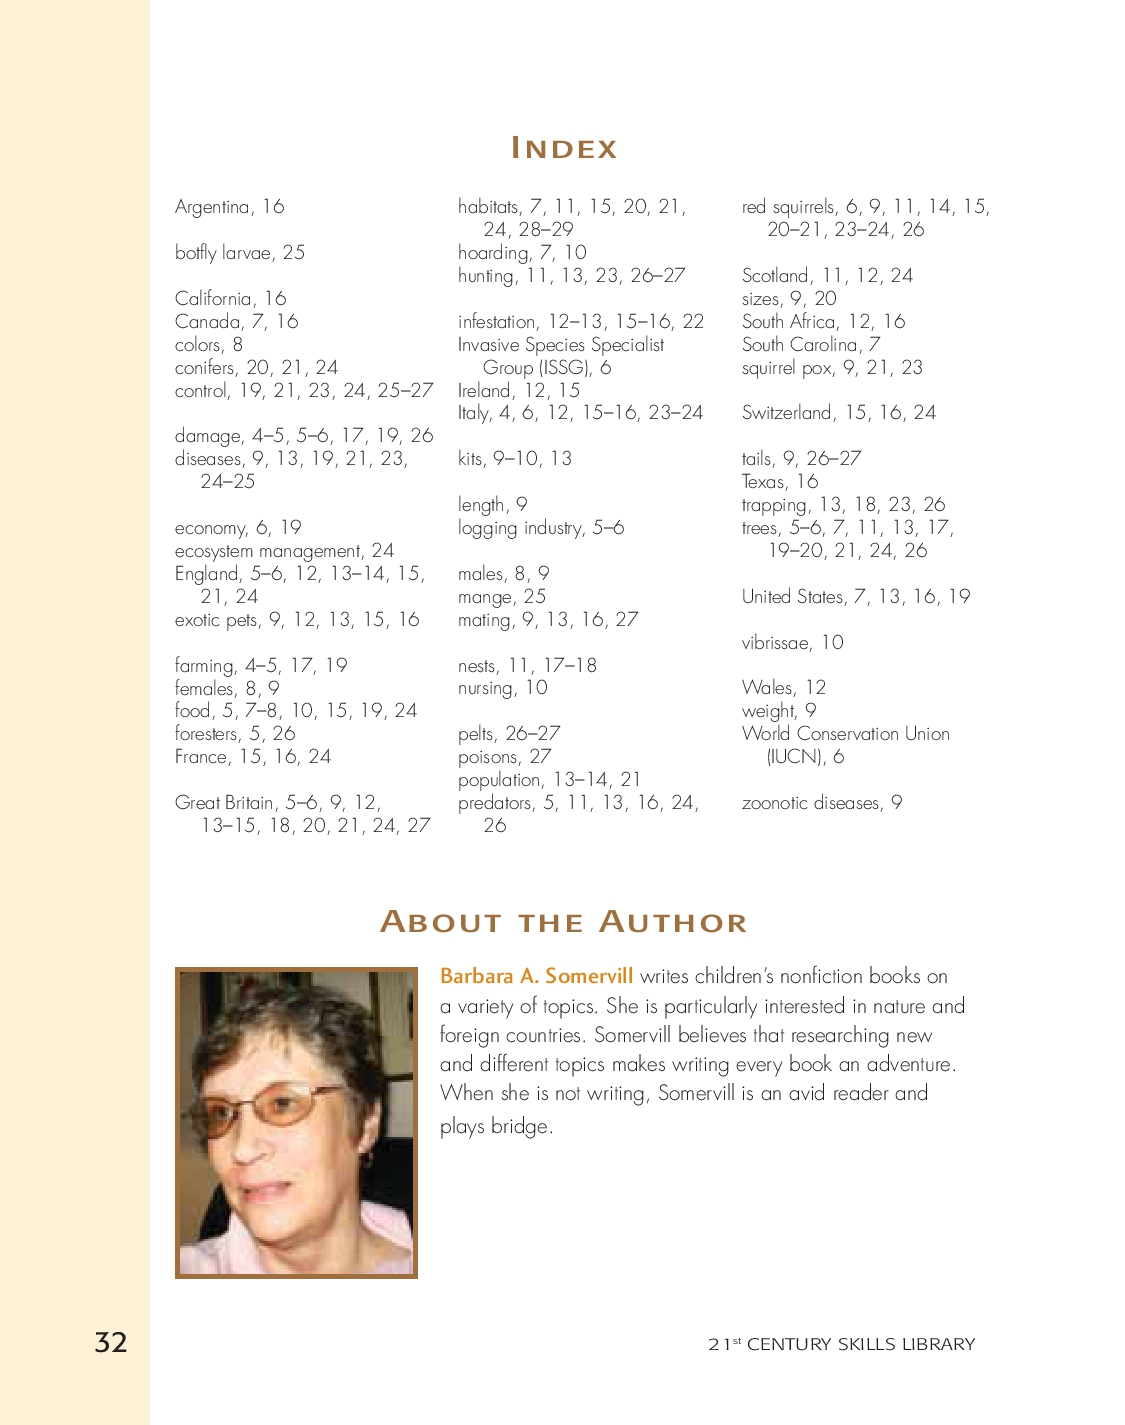 INDEX
Argentina, 16
botfly larvae, 25
California, 16
Canada, 7, 16
colors, 8
conifers, 20, 21, 24
control, 19, 21, 23, 24, 25–27
damage, 4–5, 5–6, 17, 19, 26
diseases, 9, 13, 19, 21, 23,
24–25
economy, 6, 19
ecosystem management, 24
England, 5–6, 12, 13–14, 15,
21, 24
exotic pets, 9, 12, 13, 15, 16
farming, 4–5, 17, 19
females, 8, 9
food, 5, 7–8, 10, 15, 19, 24
foresters, 5, 26
France, 15, 16, 24
Great Britain, 5–6, 9, 12,
13–15, 18, 20, 21, 24, 27
habitats, 7, 11, 15, 20, 21,
24, 28–29
hoarding, 7, 10
hunting, 11, 13, 23, 26–27
infestation, 12–13, 15–16, 22
Invasive Species Specialist
Group (ISSG), 6
Ireland, 12, 15
Italy, 4, 6, 12, 15–16, 23–24
kits, 9–10, 13
length, 9
logging industry, 5–6
males, 8, 9
mange, 25
mating, 9, 13, 16, 27
nests, 11, 17–18
nursing, 10
pelts, 26–27
poisons, 27
population, 13–14, 21
predators, 5, 11, 13, 16, 24,
26
red squirrels, 6, 9, 11, 14, 15,
20–21, 23–24, 26
Scotland, 11, 12, 24
sizes, 9, 20
South Africa, 12, 16
South Carolina, 7
squirrel pox, 9, 21, 23
Switzerland, 15, 16, 24
tails, 9, 26–27
Texas, 16
trapping, 13, 18, 23, 26
trees, 5–6, 7, 11, 13, 17,
19–20, 21, 24, 26
United States, 7, 13, 16, 19
vibrissae, 10
Wales, 12
weight, 9
World Conservation Union
(IUCN), 6
zoonotic diseases, 9
ABOUT THE AUTHOR
Barbara A. Somervill writes children's nonfiction books on
a variety of topics. She is particularly interested in nature and
foreign countries. Somervill believes that researching new
and different topics makes writing every book an adventure.
When she is not writing, Somervill is an avid reader and
plays bridge.
32
21st CENTURY SKILLS LIBRARY